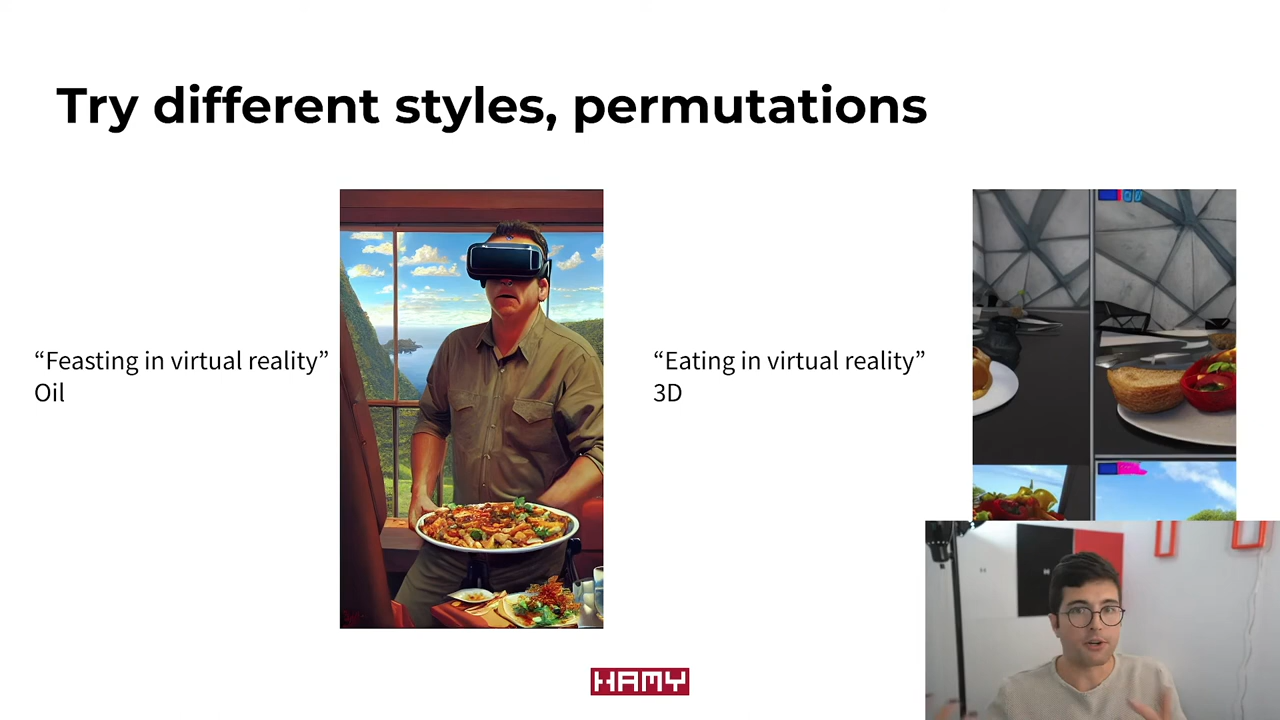 Try different styles, permutations
“Feasting in virtual reality”
Oil
“Eating in virtual reality”
3D
HAMY